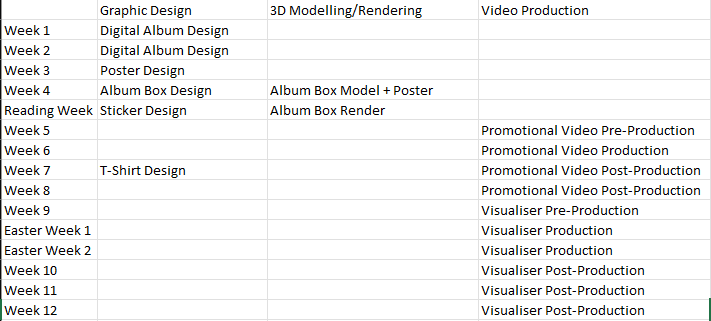 Graphic Design 3D Modelling/Rendering Video Production
Week 1 Digital Album Design
Week 2 Digital Album Design
Week 3 Poster Design
Week 4 Album Box Design Album Box Model + Poster
Reading Week Sticker Design Album Box Render
Week 5 Promotional Video Pre-Production
Week 6 Promotional Video Production
Week 7 T-Shirt Design Promotional Video Post-Production
Week 8 Promotional Video Post-Production
Week 9 Visualiser Pre-Production
Easter Week 1 Visualiser Production
Easter Week 2 Visualiser Production
Week 10 Visualiser Post-Production
Week 11 Visualiser Post-Production
Week 12 Visualiser Post-Production